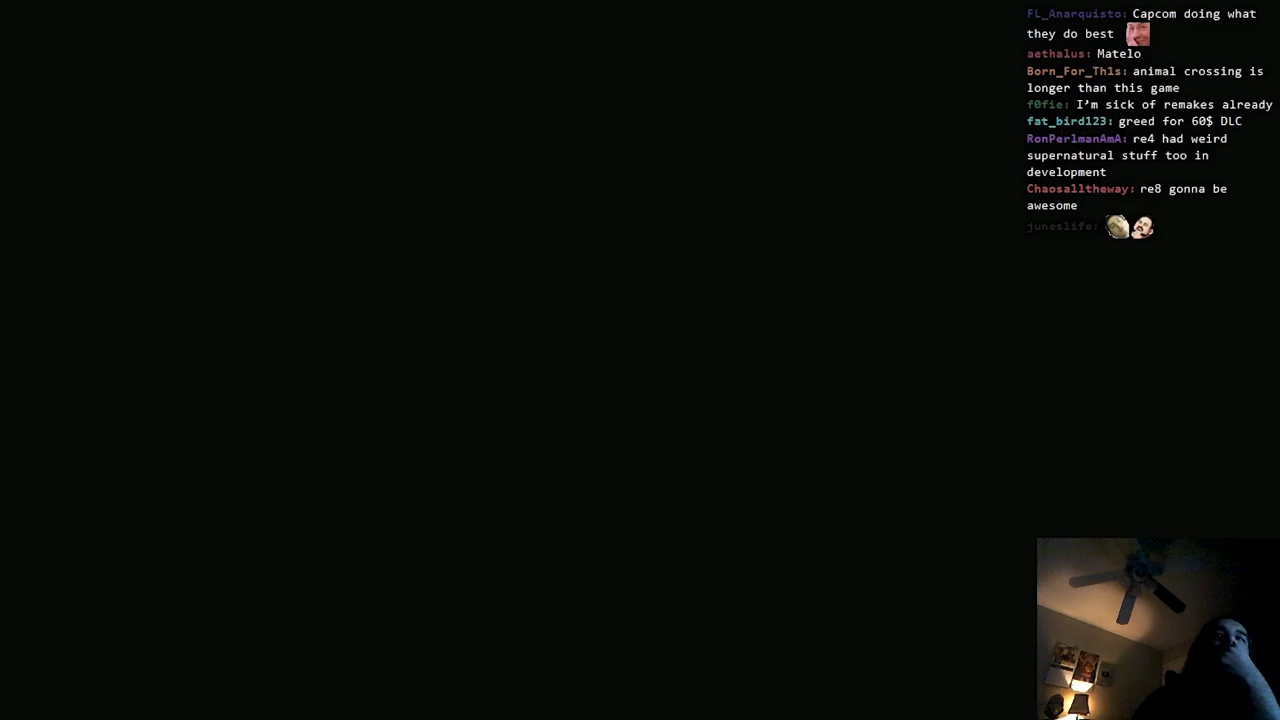 FL_Anarquisto: Capcom doing what
they do best
aethalus: Matelo
Born_For_Th1s: animal crossing is
longer than this game
f0fie: I’m sick of remakes already
fat_bird123: greed for 60$ DLC
RonPerlmanAmA: re4 had weird
supernatural stuff too in
development
Chaosalltheway: re8 gonna be
awesome
juneslife: